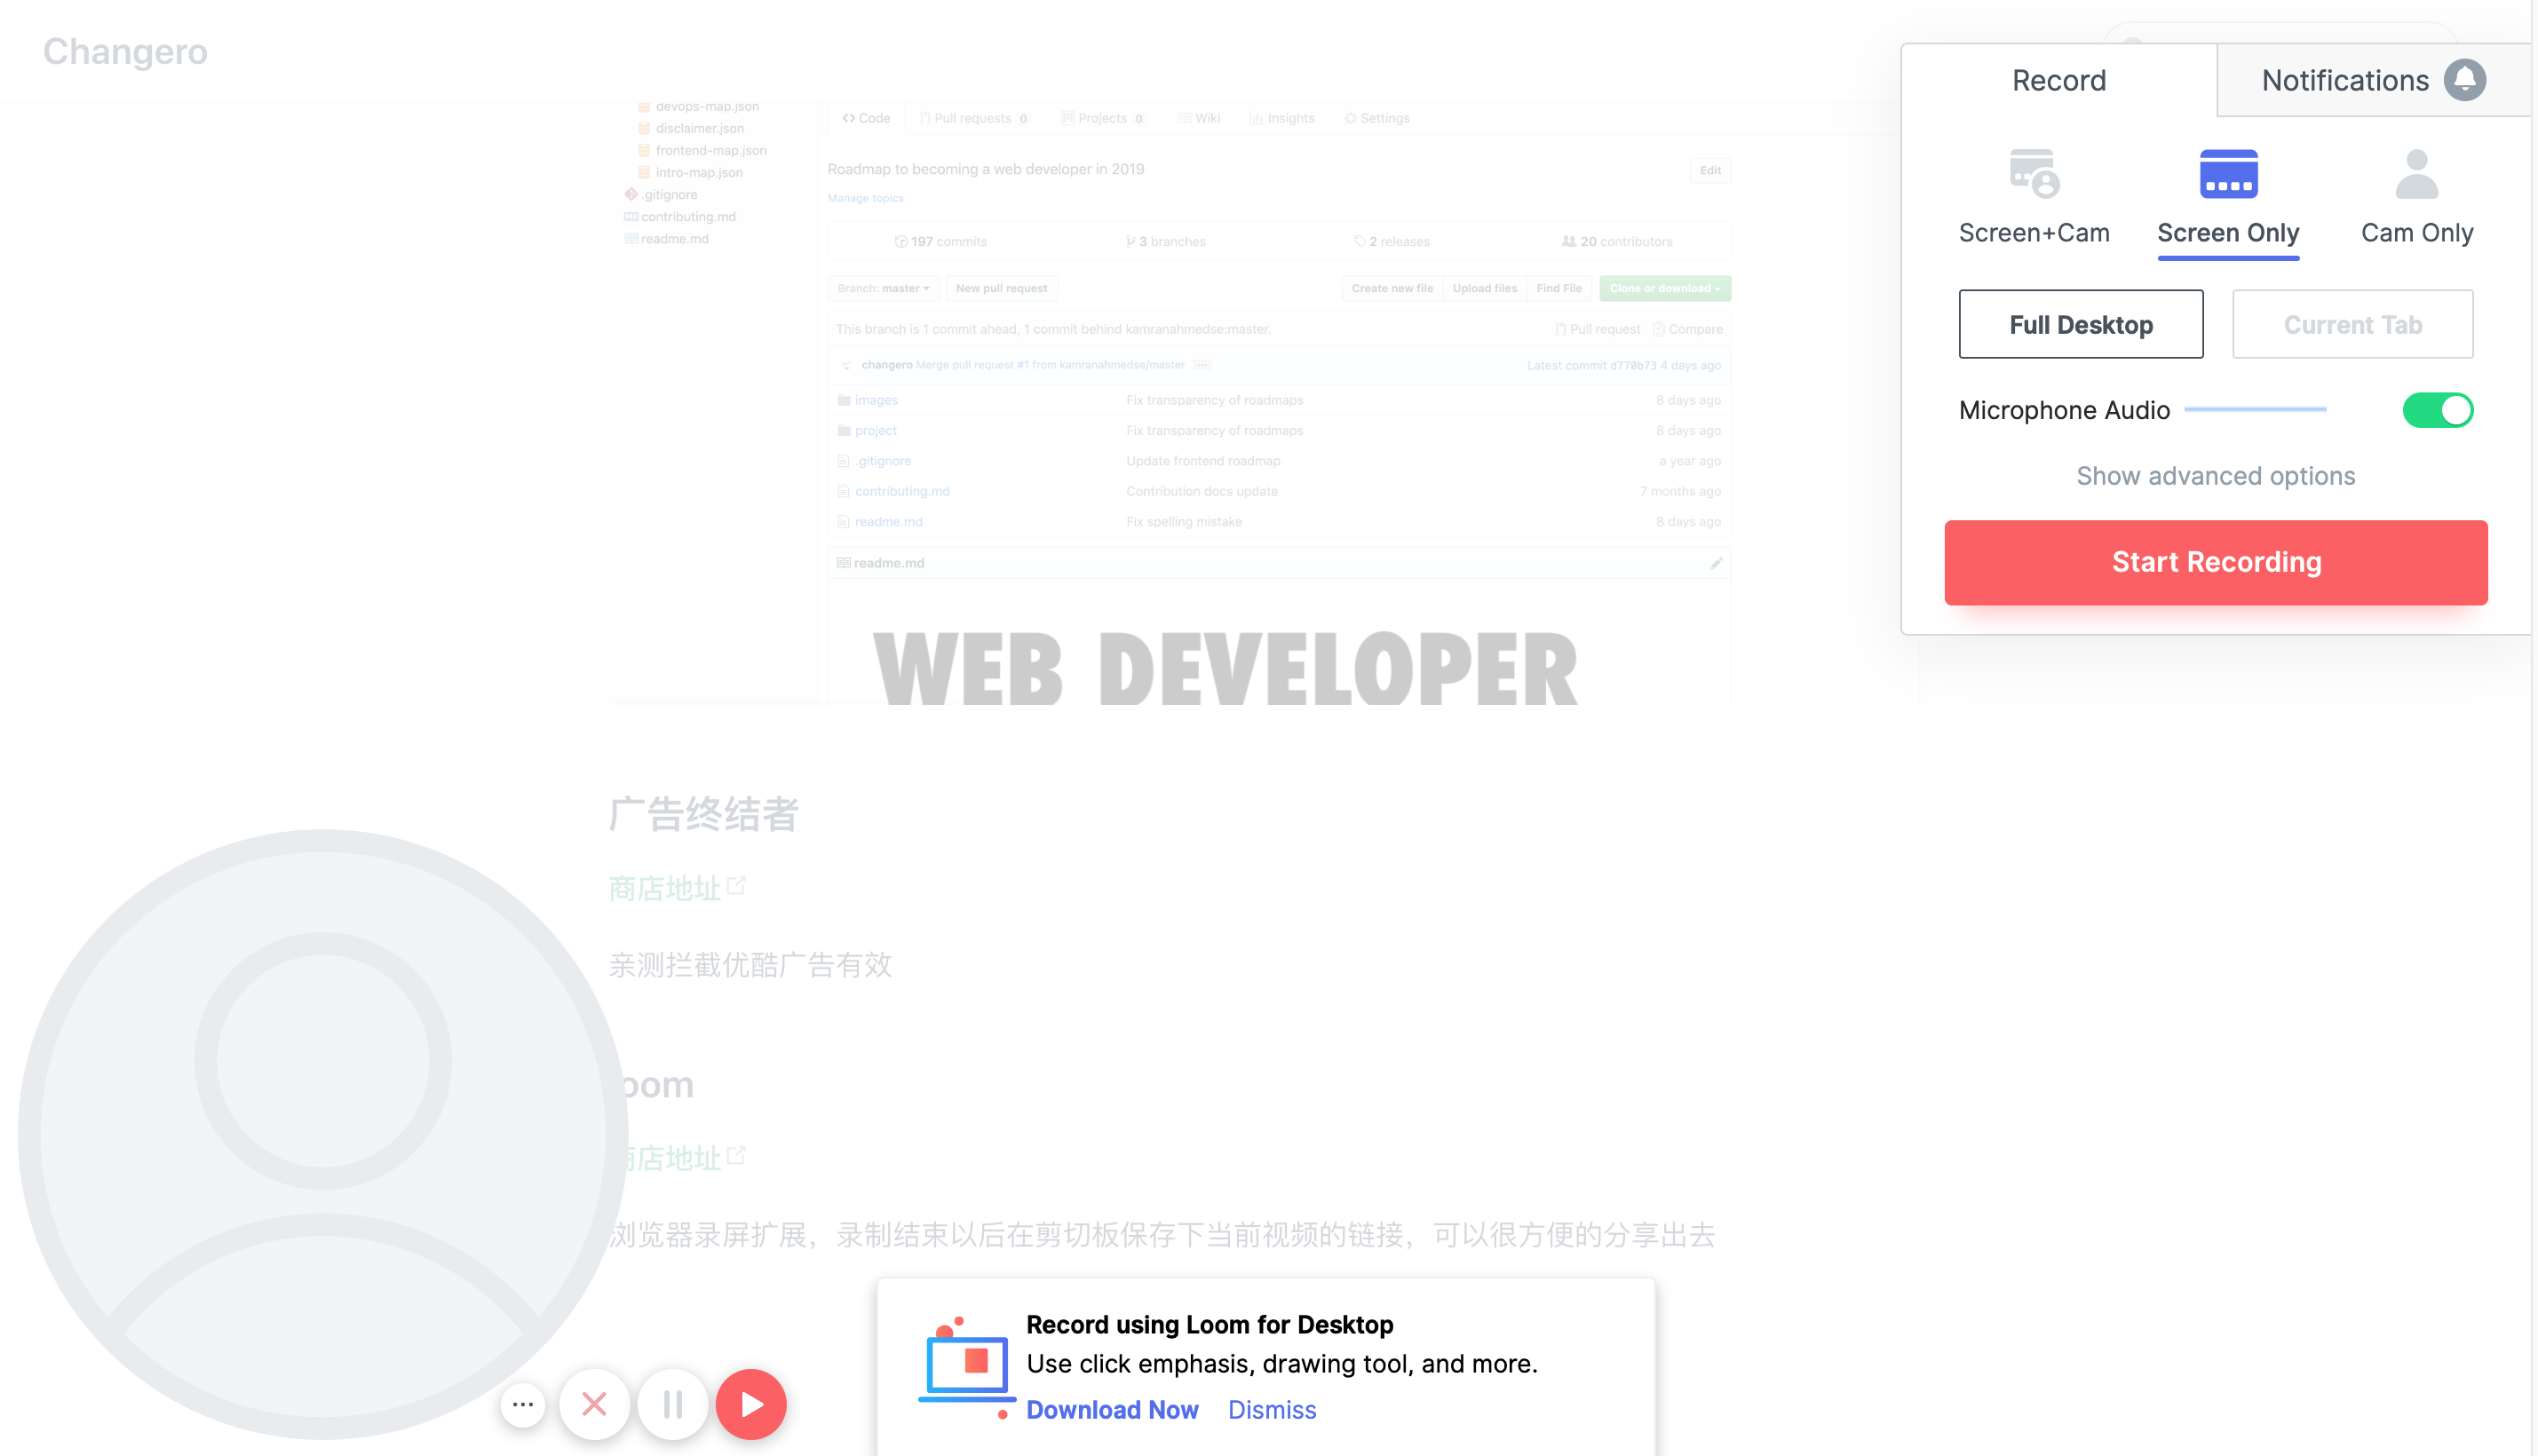 Changero
Record
Notifications
Screen+Cam
Screen Only
Cam Only
Full Desktop
Current Tab
Microphone Audio
Show advanced options
Start Recording
devops-map.json
disclaimer.json
frontend-map.json
intro-map.json
.gitignore
contributing.md
readme.md
Code Pull requests 0 Projects 0 Wiki Insights Settings
Roadmap to becoming a web developer in 2019
Edit
Manage topics
197 commits 3 branches 2 releases 20 contributors
Branch: master New pull request Create new file Upload files Find File Clone or download
This branch is 1 commit ahead, 1 commit behind kamranahmedse:master. Pull request Compare
changero Merge pull request #1 from kamranahmedse/master ... Latest commit d770b73 4 days ago
images Fix transparency of roadmaps 8 days ago
project Fix transparency of roadmaps 8 days ago
.gitignore Update frontend roadmap a year ago
contributing.md Contribution docs update 7 months ago
readme.md Fix spelling mistake 8 days ago
readme.md
WEB DEVELOPER
广告终结者
商店地址
亲测拦截优酷广告有效
oom
店地址
浏览器录屏扩展，录制结束以后在剪切板保存下当前视频的链接，可以很方便的分享出去
Record using Loom for Desktop
Use click emphasis, drawing tool, and more.
Download Now Dismiss